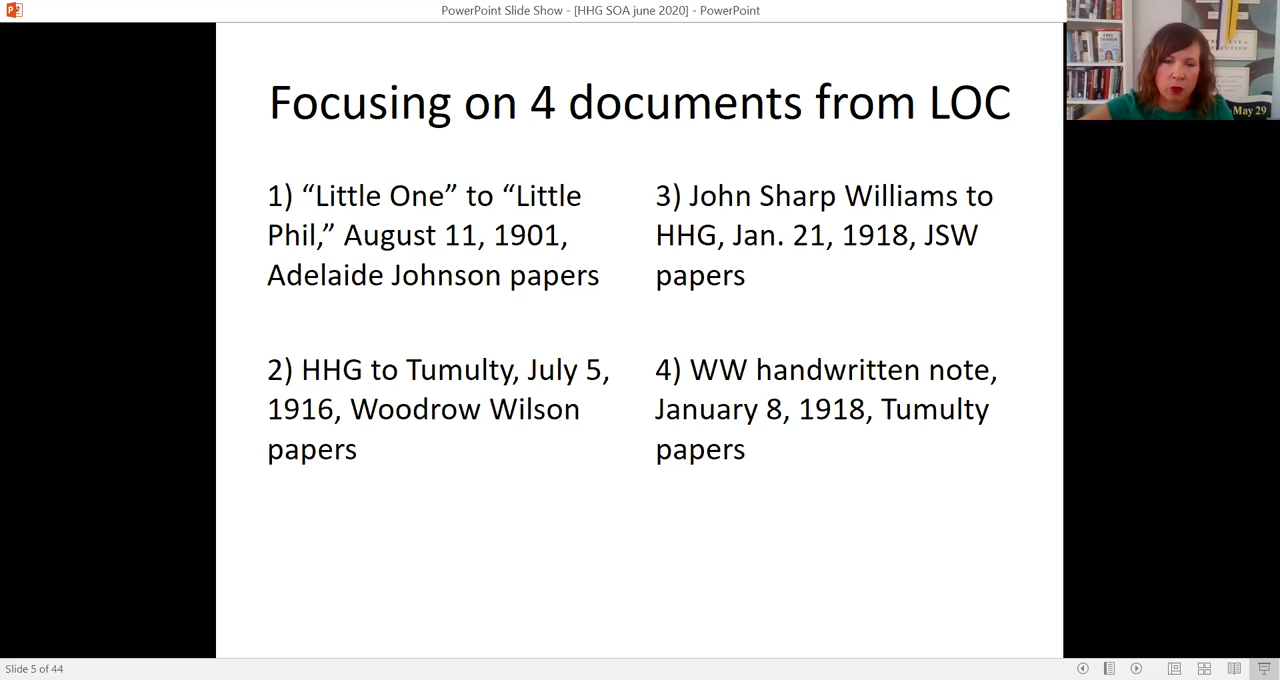 PowerPoint Slide Show - [HHG SOA june 2020] - PowerPoint
Focusing on 4 documents from LOC
1) “Little One” to “Little
Phil,” August 11, 1901,
Adelaide Johnson papers
2) HHG to Tumulty, July 5,
1916, Woodrow Wilson
papers
3) John Sharp Williams to
HHG, Jan. 21, 1918, JSW
papers
4) WW handwritten note,
January 8, 1918, Tumulty
papers
FREE
THINKER
May 29
Slide 5 of 44